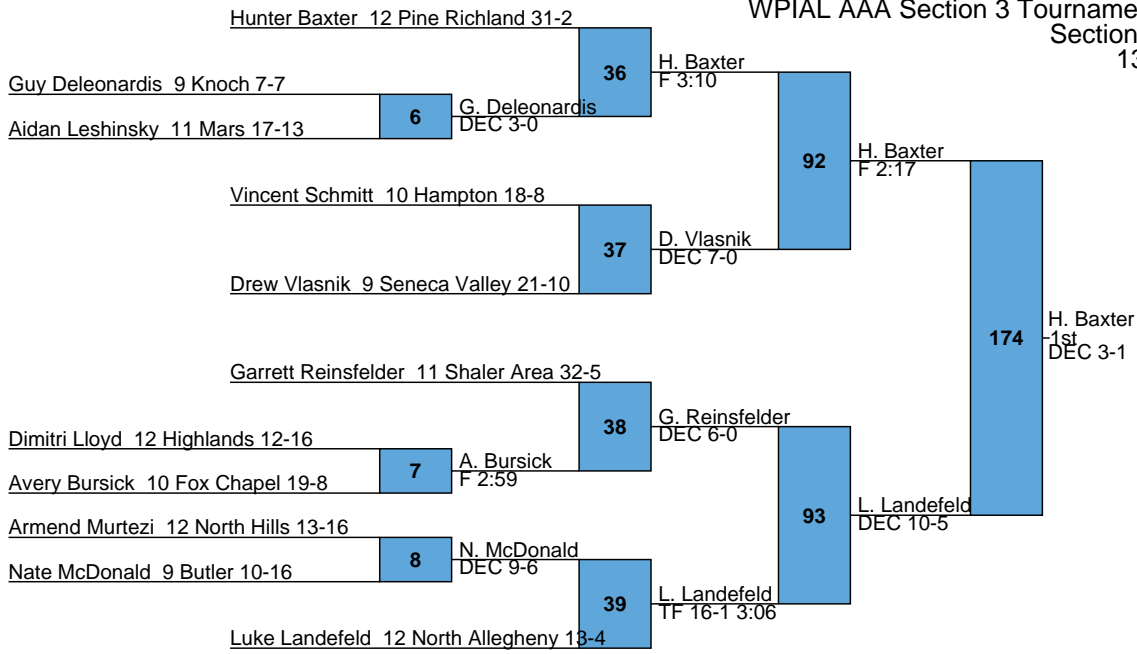 WPIAL AAA Section 3 Tourname
Section
13
Hunter Baxter 12 Pine Richland 31-2
36
H. Baxter
F 3:10
Guy Deleonardis 9 Knoch 7-7
6
G. Deleonardis
DEC 3-0
Aidan Leshinsky 11 Mars 17-13
92
H. Baxter
F 2:17
Vincent Schmitt 10 Hampton 18-8
37
D. Vlasnik
DEC 7-0
Drew Vlasnik 9 Seneca Valley 21-10
174
H. Baxter
1st
DEC 3-1
Garrett Reinsfelder 11 Shaler Area 32-5
38
G. Reinsfelder
DEC 6-0
Dimitri Lloyd 12 Highlands 12-16
7
A. Bursick
F 2:59
Avery Bursick 10 Fox Chapel 19-8
93
L. Landefeld
DEC 10-5
Armend Murtezi 12 North Hills 13-16
8
N. McDonald
DEC 9-6
Nate McDonald 9 Butler 10-16
39
L. Landefeld
TF 16-1 3:06
Luke Landefeld 12 North Allegheny 13-4